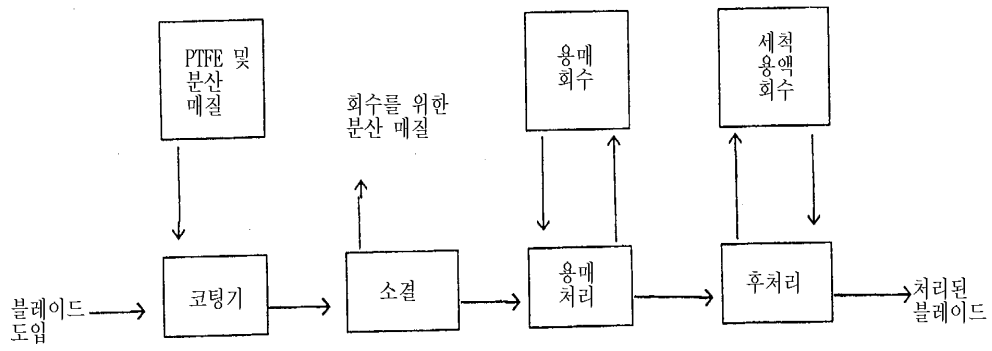 PTFE 및
분산
매질
회수를 위한
분산 매질
용매
회수
세척
용액
회수
블레이드
도입
코팅기
소결
용매
처리
후처리
처리된
블레이드